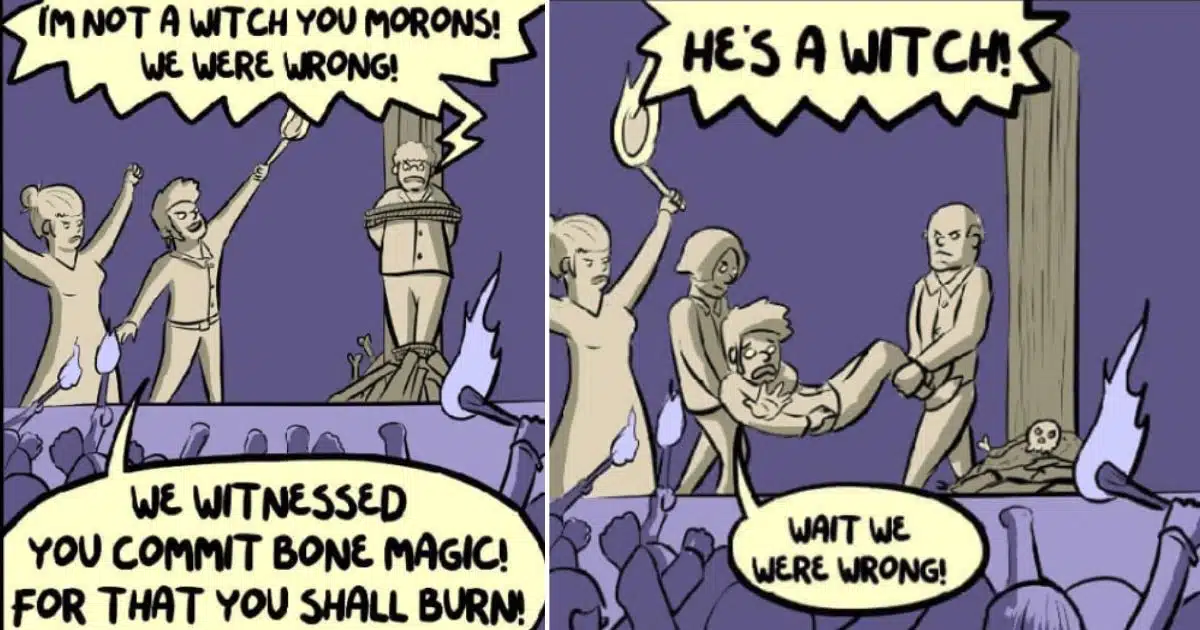 I'M NOT A WITCH YOU MORONS!
WE WERE WRONG!
WE WITNESSED
YOU COMMIT BONE MAGIC!
FOR THAT YOU SHALL BURN!
HE'S A WITCH!
WAIT WE
WERE WRONG!